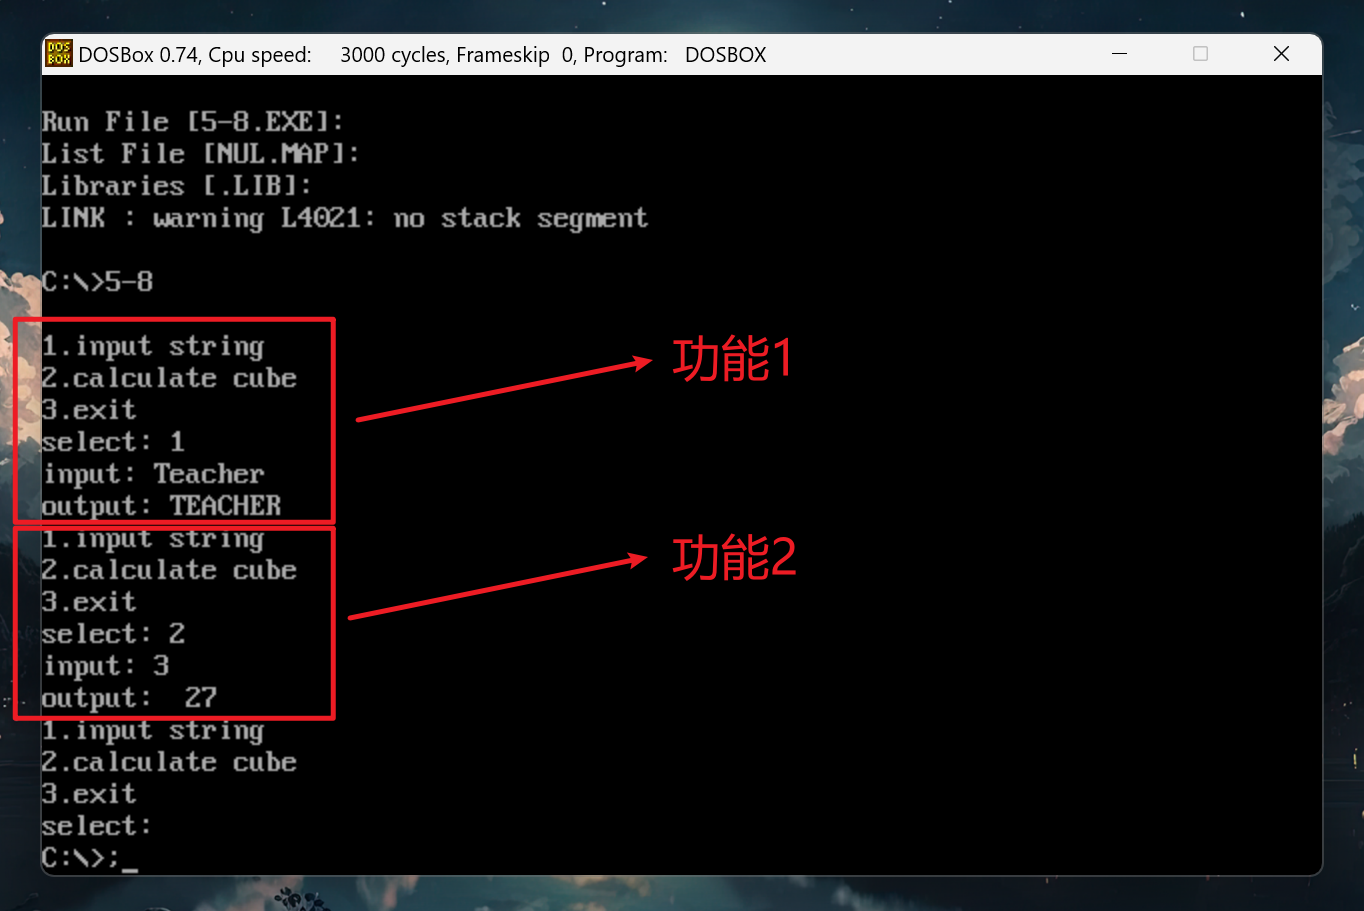 DOSBox 0.74, Cpu speed: 3000 cycles, Frameskip 0, Program: DOSBOX
Run File [5-8.EXE]:
List File [NUL.MAP]:
Libraries [.LIB]:
LINK : warning L4021: no stack segment
C:\>5-8
1.input string
2.calculate cube
3.exit
select: 1
input: Teacher
output: TEACHER
功能1
1.input string
2.calculate cube
3.exit
select: 2
input: 3
output: 27
功能2
1.input string
2.calculate cube
3.exit
select:
C:\>;_